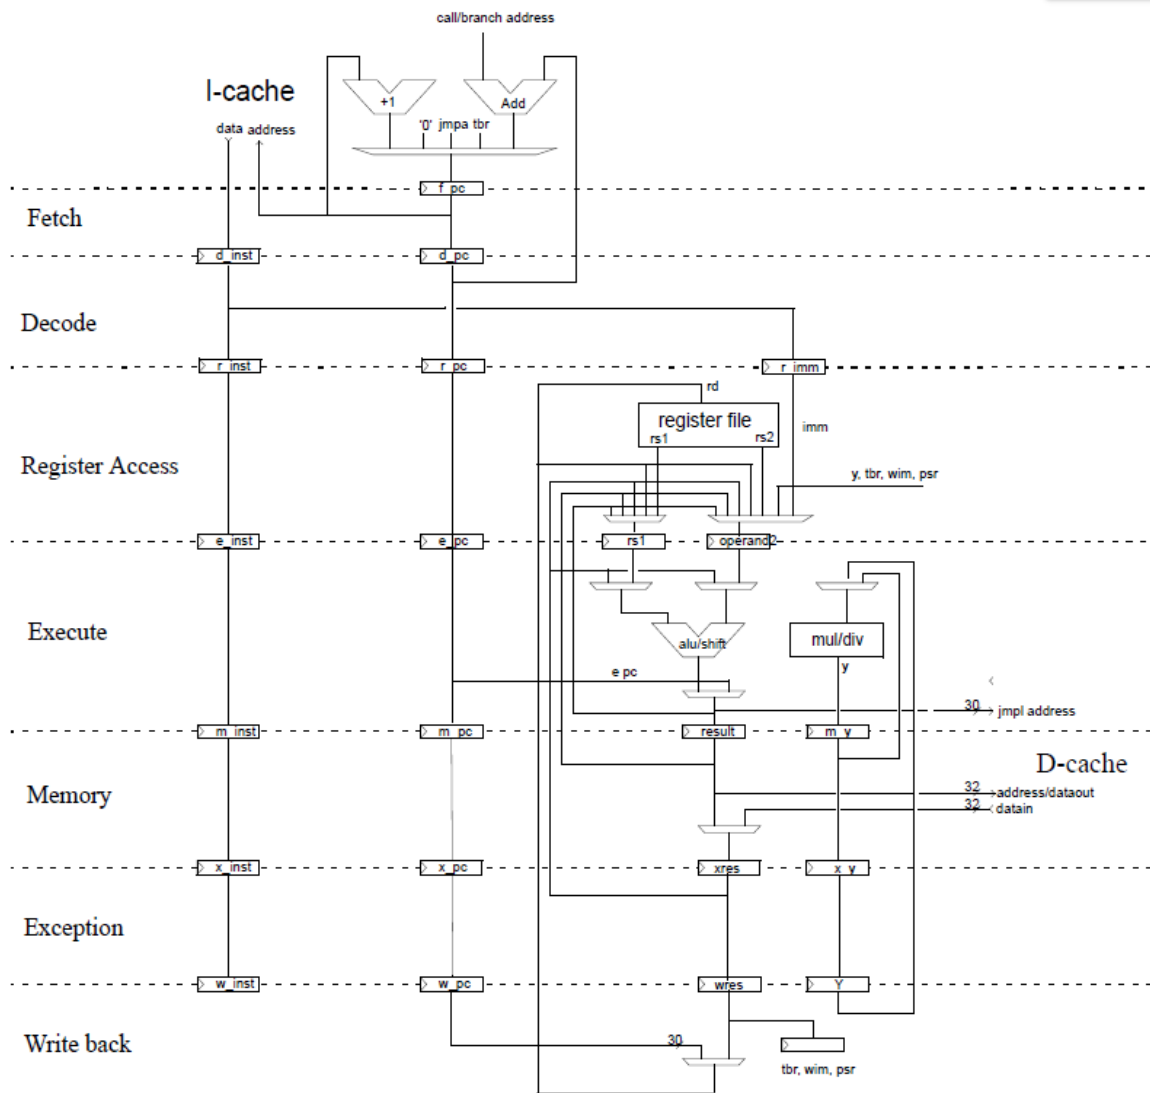 call/branch address
I-cache
+1
Add
data address
'0' jmpa tbr
f_pc
Fetch
d_inst
d_pc
Decode
r_inst
r_pc
r_imm
rd
register file
rs1
rs2
imm
Register Access
y, tbr, wim, psr
e_inst
e_pc
rs1
operand2
Execute
alu/shift
mul/div
y
e pc
30
jmpl address
m_inst
m_pc
result
m_y
D-cache
Memory
32
address/dataout
32
datain
x_inst
x_pc
xres
x_y
Exception
w_inst
w_pc
wres
Y
Write back
30
tbr, wim, psr